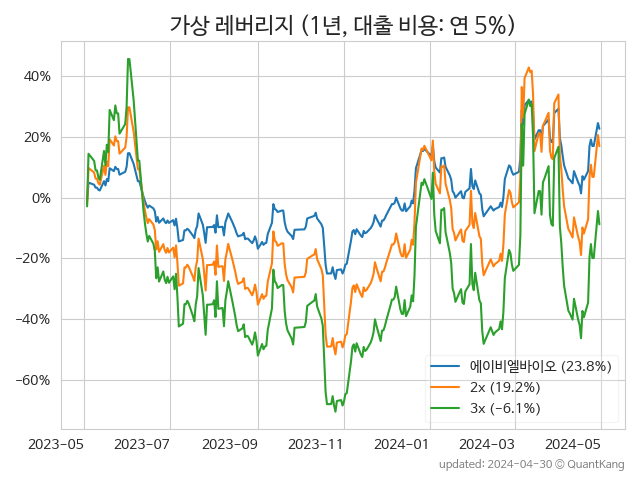 가상 레버리지 (1년, 대출 비용: 연 5%)
40%
20%
0%
−20%
−40%
−60%
에이비엘바이오 (23.8%)
2x (19.2%)
3x (−6.1%)
2023-05 2023-07 2023-09 2023-11 2024-01 2024-03 2024-05
updated: 2024-04-30 © QuantKang